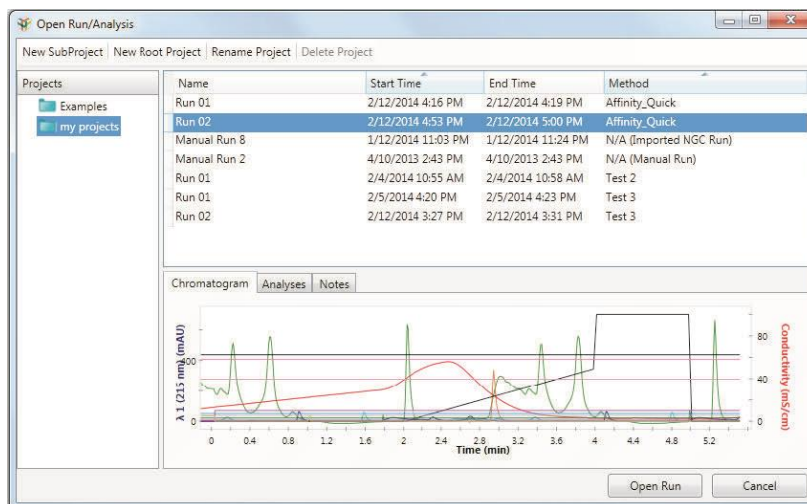 Open Run/Analysis
New SubProject New Root Project Rename Project Delete Project
Projects
Examples
my projects
Name Start Time End Time Method
Run 01 2/12/2014 4:16 PM 2/12/2014 4:19 PM Affinity_Quick
Run 02 2/12/2014 4:53 PM 2/12/2014 5:00 PM Affinity_Quick
Manual Run 8 1/12/2014 11:03 PM 1/12/2014 11:24 PM N/A (Imported NGC Run)
Manual Run 2 4/10/2013 2:43 PM 4/10/2013 2:43 PM N/A (Manual Run)
Run 01 2/4/2014 10:55 AM 2/4/2014 10:58 AM Test 2
Run 01 2/5/2014 4:20 PM 2/5/2014 4:23 PM Test 3
Run 02 2/12/2014 3:27 PM 2/12/2014 3:31 PM Test 3
Chromatogram Analyses Notes
λ 1 (215 nm) (mAU)
400
0
80
40
0
Conductivity (mS/cm)
0 0.4 0.8 1.2 1.6 2 2.4 2.8 3.2 3.6 4 4.4 4.8 5.2
Time (min)
Open Run Cancel